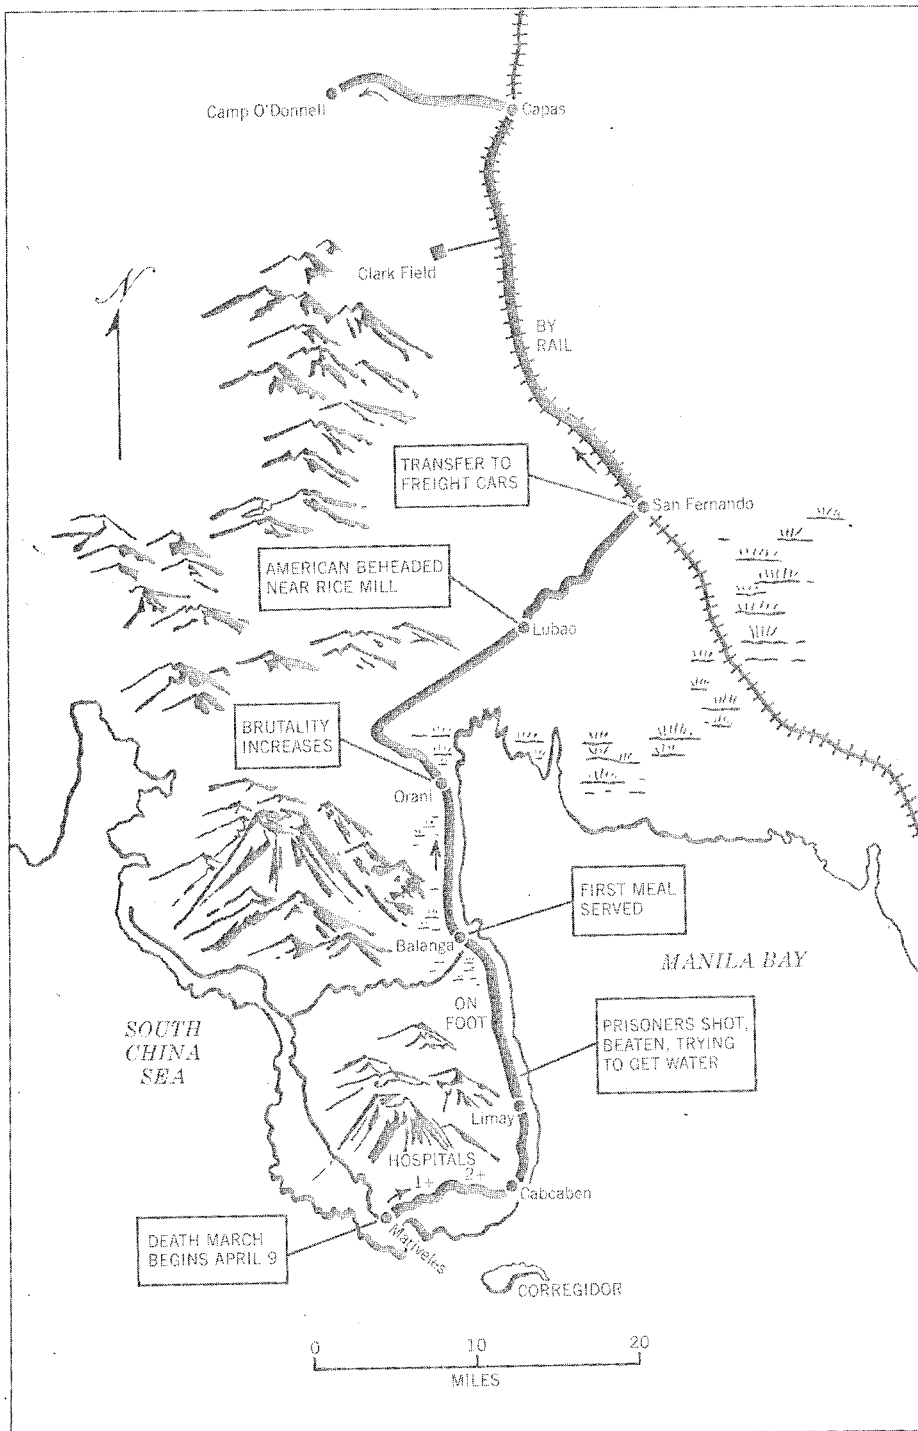 Camp O'Donnell
Capas
N
Clark Field
BY
RAIL
TRANSFER TO
FREIGHT CARS
San Fernando
AMERICAN BEHEADED
NEAR RICE MILL
Lubao
BRUTALITY
INCREASES
Orani
FIRST MEAL
SERVED
Balanga
MANILA BAY
ON
FOOT
SOUTH
CHINA
SEA
PRISONERS SHOT,
BEATEN, TRYING
TO GET WATER
Limay
HOSPITALS
1+
2+
Cabcaben
DEATH MARCH
BEGINS APRIL 9
Mariveles
CORREGIDOR
0 10 20
MILES